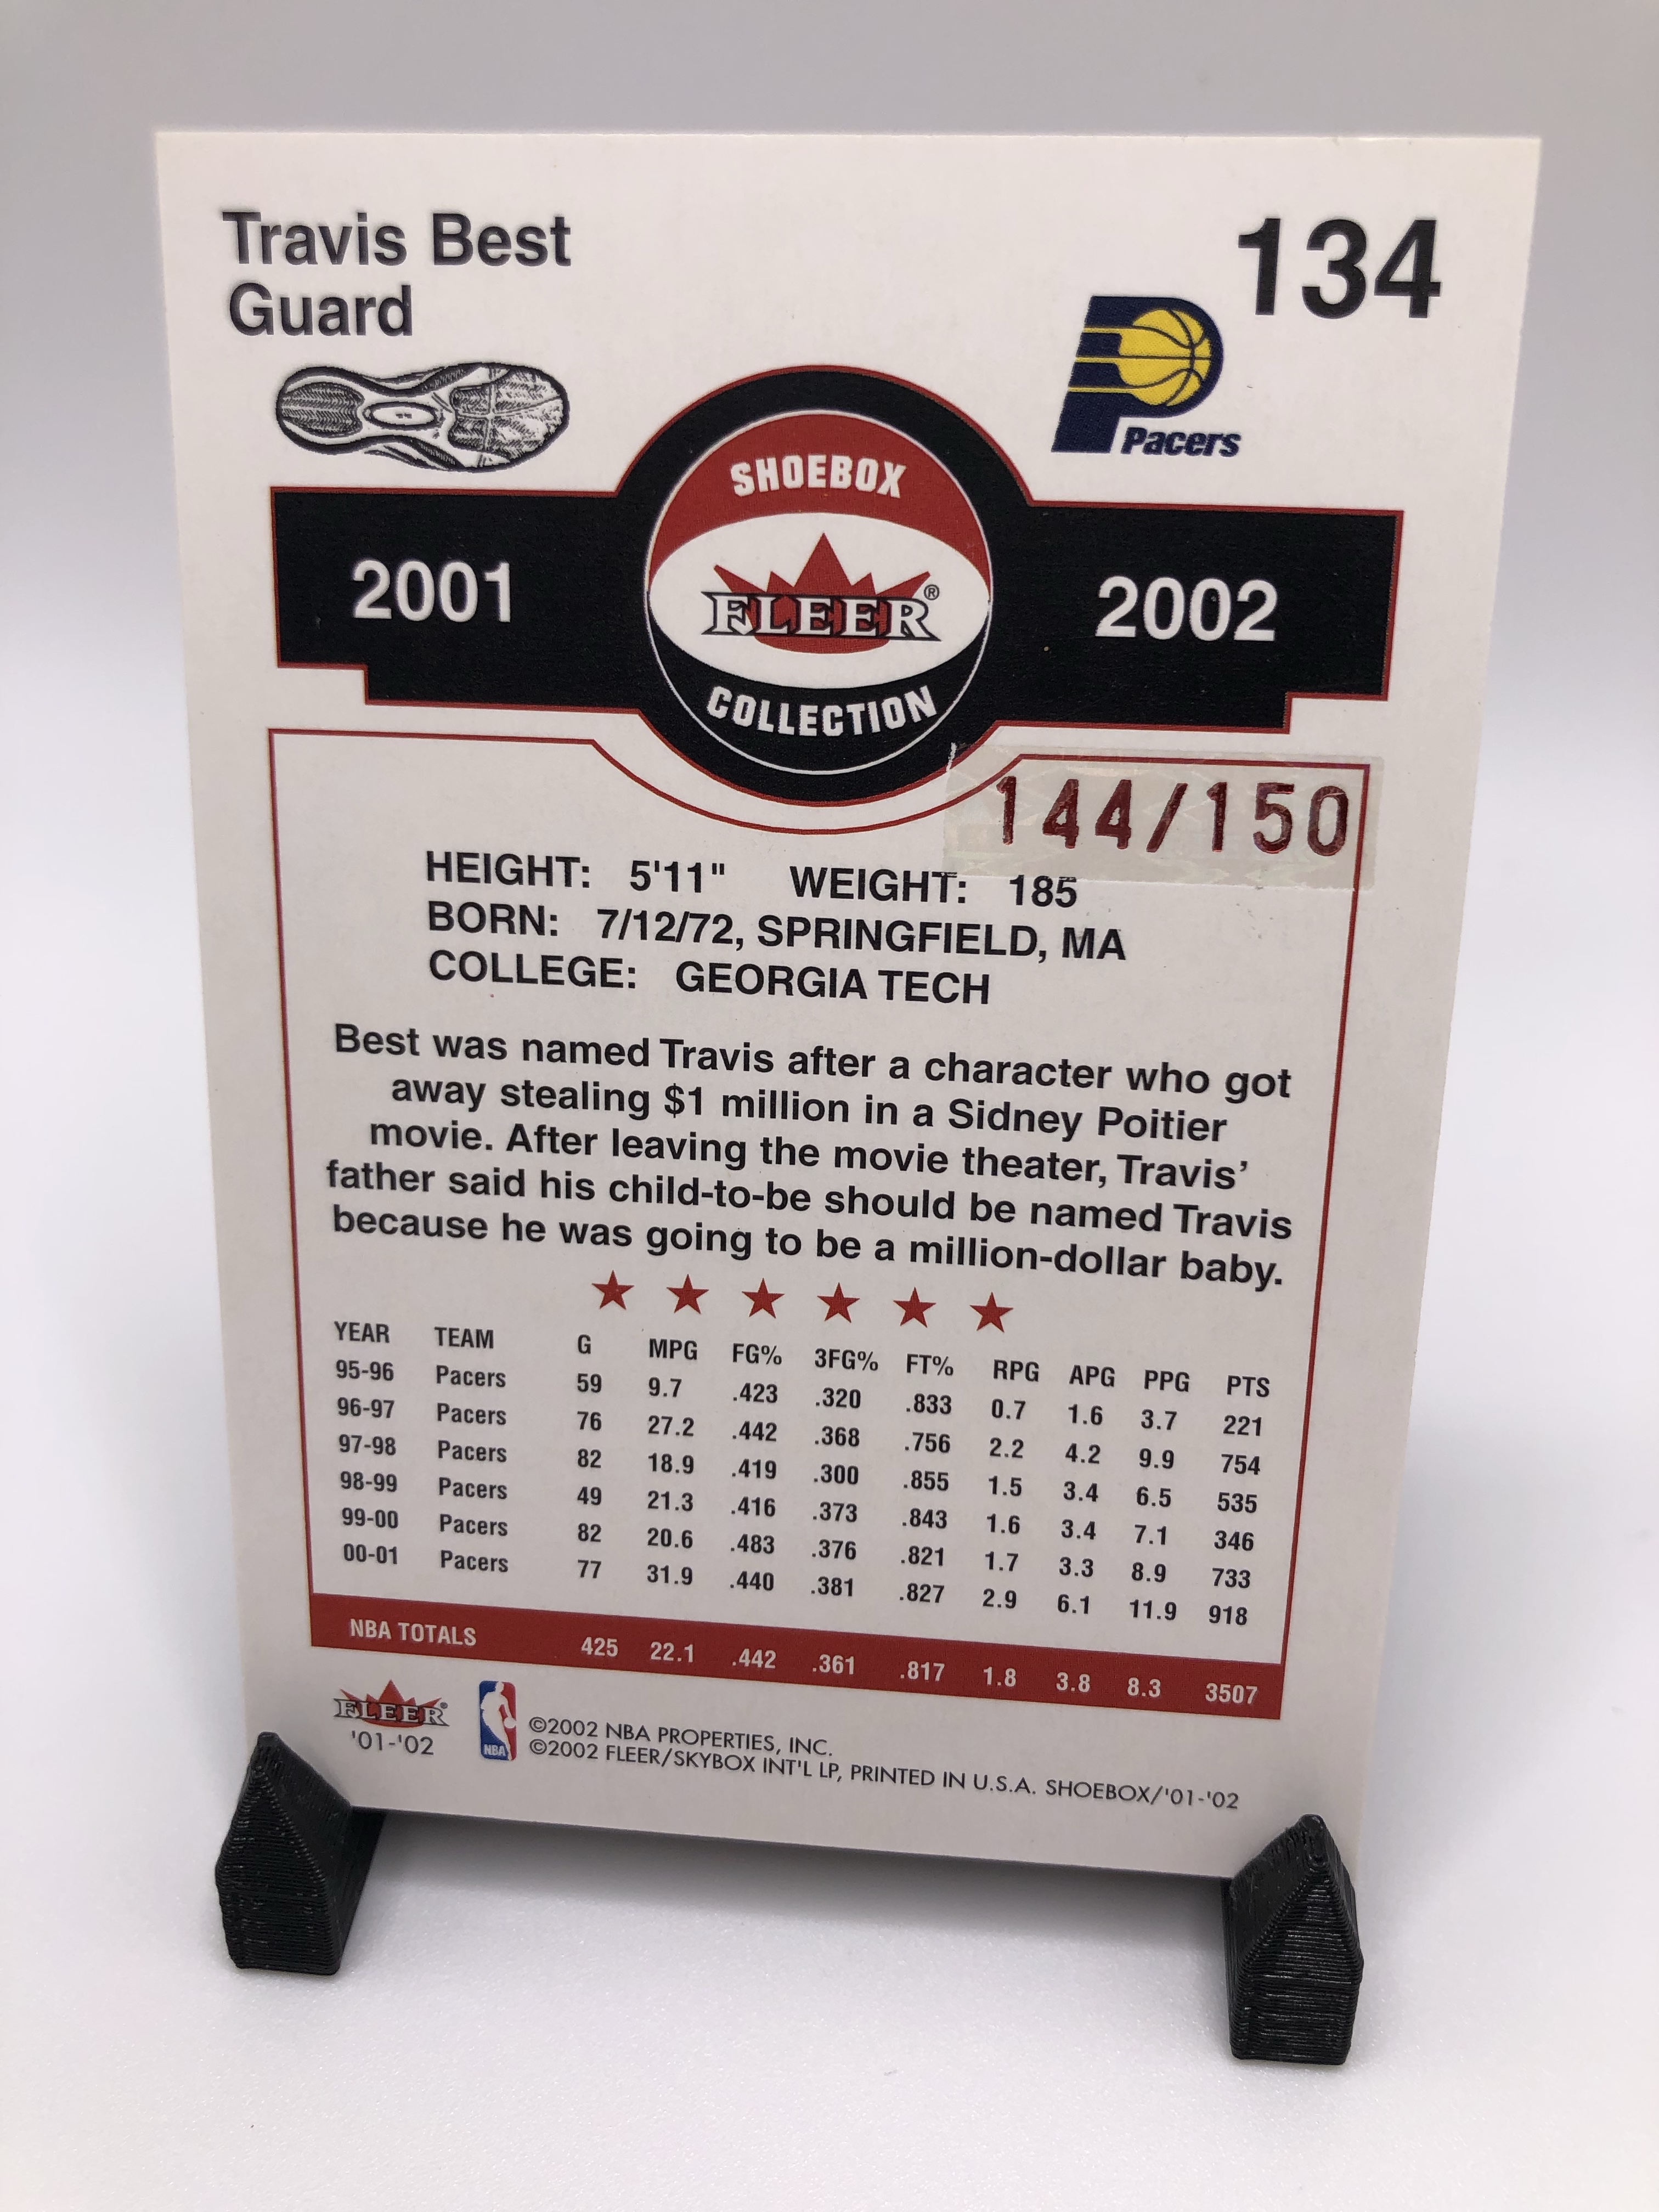 Travis Best
Guard
134
Pacers
SHOEBOX
2001
FLEER®
2002
COLLECTION
144/150
HEIGHT: 5'11" WEIGHT: 185
BORN: 7/12/72, SPRINGFIELD, MA
COLLEGE: GEORGIA TECH
Best was named Travis after a character who got
away stealing $1 million in a Sidney Poitier
movie. After leaving the movie theater, Travis’
father said his child-to-be should be named Travis
because he was going to be a million-dollar baby.
YEAR TEAM G MPG FG% 3FG% FT% RPG APG PPG PTS
95-96 Pacers 59 9.7 .423 .320 .833 0.7 1.6 3.7 221
96-97 Pacers 76 27.2 .442 .368 .756 2.2 4.2 9.9 754
97-98 Pacers 82 18.9 .419 .300 .855 1.5 3.4 6.5 535
98-99 Pacers 49 21.3 .416 .373 .843 1.6 3.4 7.1 346
99-00 Pacers 82 20.6 .483 .376 .821 1.7 3.3 8.9 733
00-01 Pacers 77 31.9 .440 .381 .827 2.9 6.1 11.9 918
NBA TOTALS 425 22.1 .442 .361 .817 1.8 3.8 8.3 3507
FLEER®
'01-'02
NBA
©2002 NBA PROPERTIES, INC.
©2002 FLEER/SKYBOX INT'L LP, PRINTED IN U.S.A. SHOEBOX/'01-'02